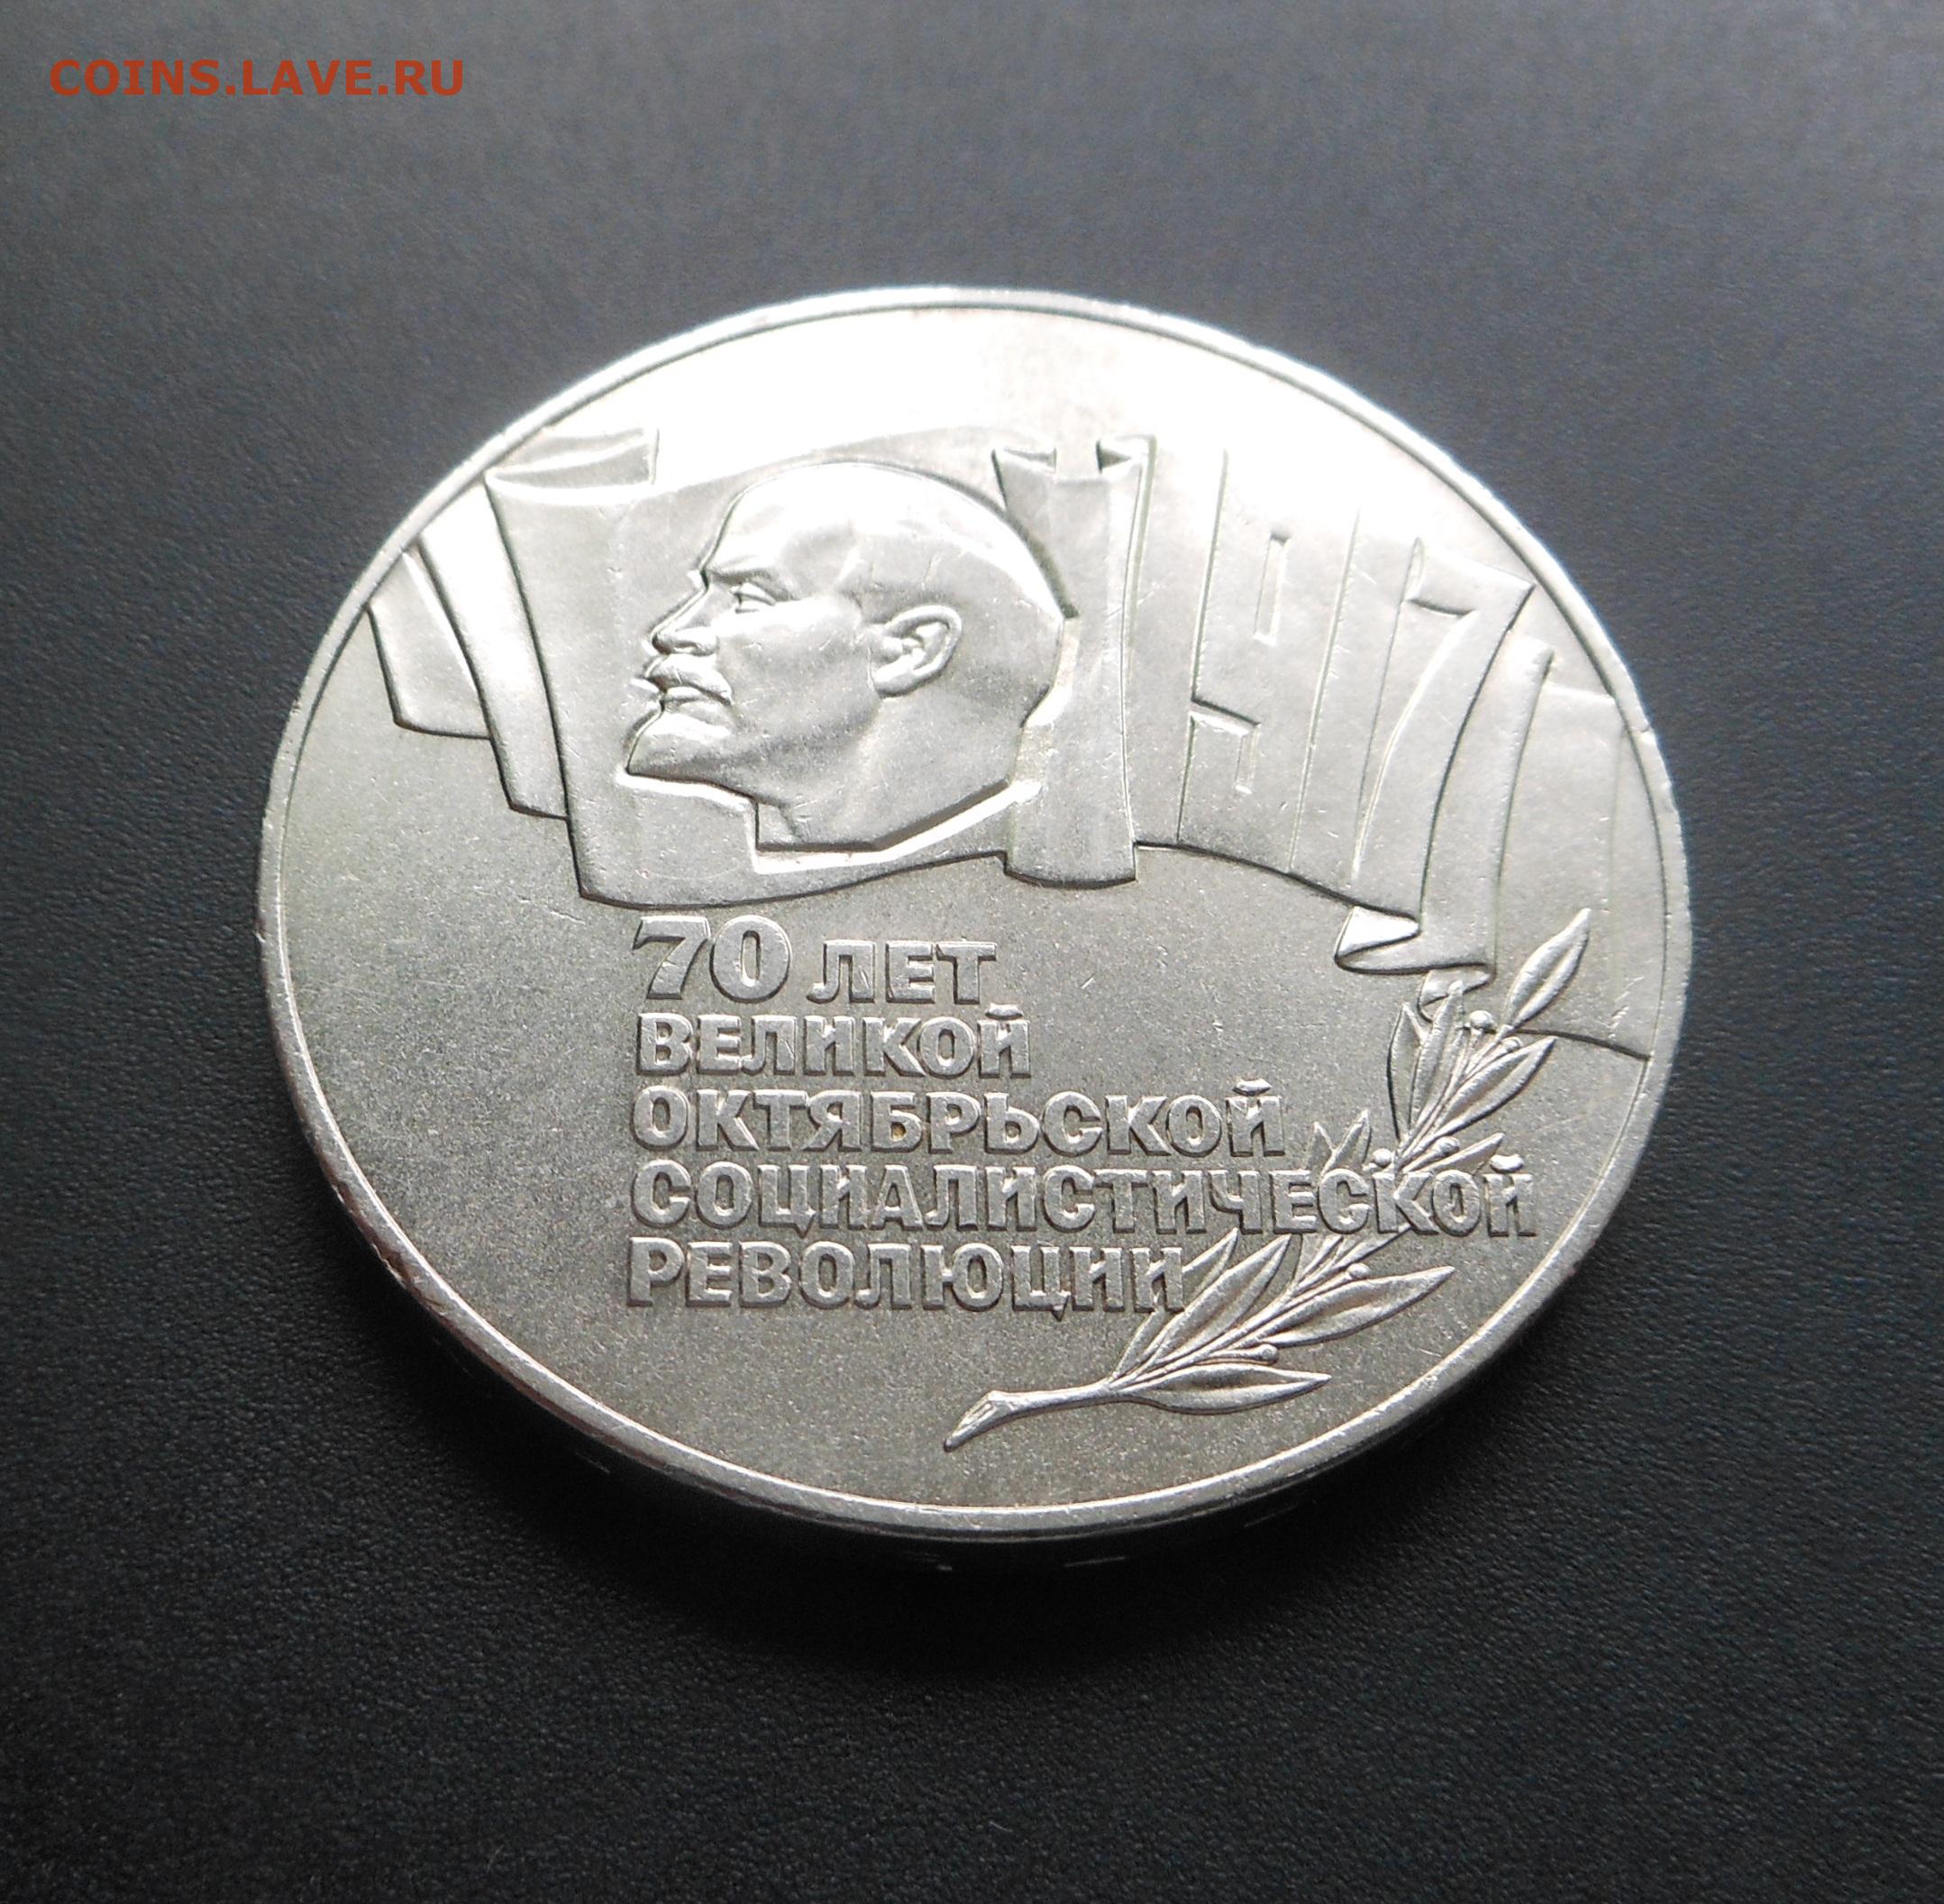 COINS.LAVE.RU
1917
70 ЛЕТ
ВЕЛИКОЙ
ОКТЯБРЬСКОЙ
СОЦИАЛИСТИЧЕСКОЙ
РЕВОЛЮЦИИ